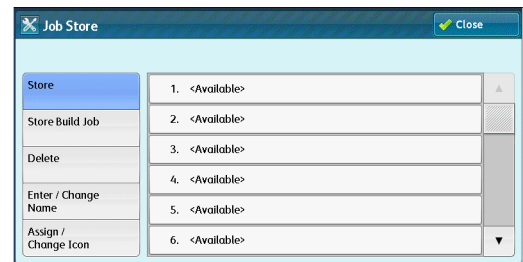 Job Store
Close
Store
Store Build Job
Delete
Enter / Change
Name
Assign /
Change Icon
1. <Available>
2. <Available>
3. <Available>
4. <Available>
5. <Available>
6. <Available>